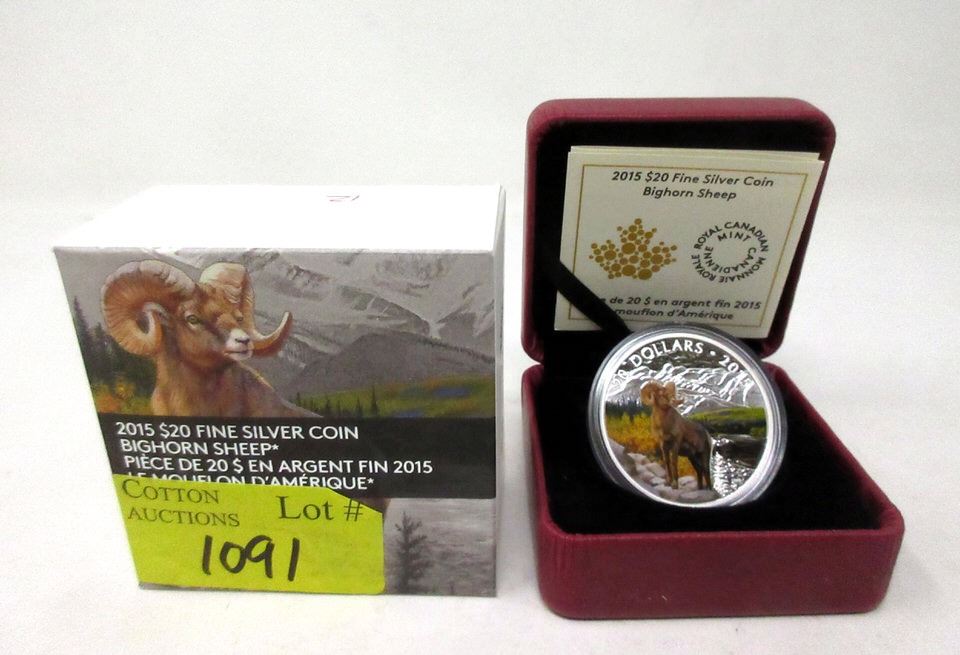 2015 $20 FINE SILVER COIN
BIGHORN SHEEP*
PIÈCE DE 20 $ EN ARGENT FIN 2015
LE MOUFLON D'AMÉRIQUE*
COTTON
AUCTIONS
Lot #
1091
2015 $20 Fine Silver Coin
Bighorn Sheep
ROYAL CANADIAN MINT
MONNAIE ROYALE CANADIENNE
de 20 $ en argent fin 2015
mouflon d'Amérique
20 DOLLARS • 2015